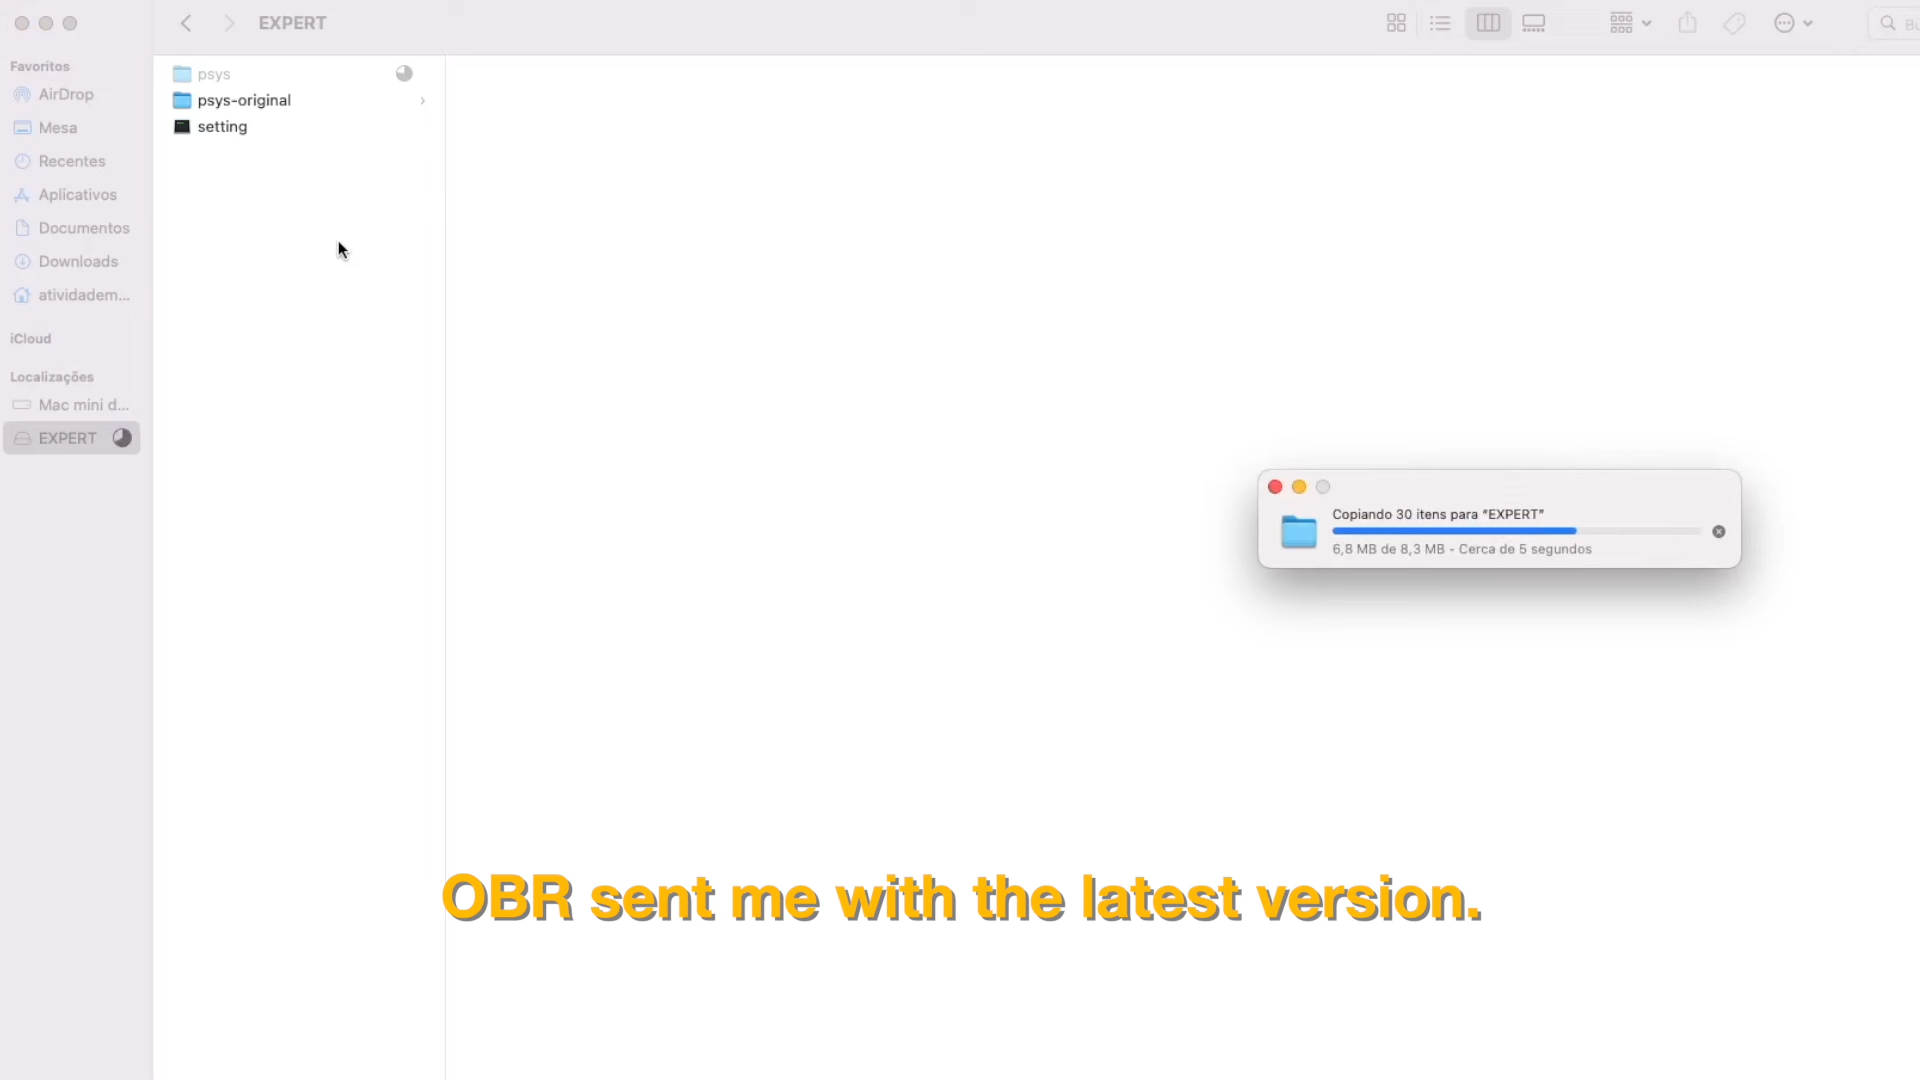 EXPERT
Favoritos
AirDrop
Mesa
Recentes
Aplicativos
Documentos
Downloads
atividadem...
iCloud
Localizações
Mac mini d...
EXPERT
psys
psys-original
setting
Copiando 30 itens para “EXPERT”
6,8 MB de 8,3 MB - Cerca de 5 segundos
OBR sent me with the latest version.